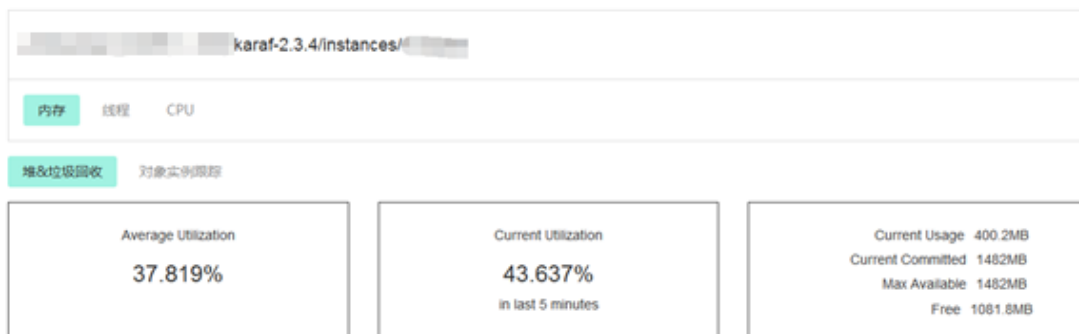 karaf-2.3.4/instances/
内存 线程 CPU
堆&垃圾回收 对象实例跟踪
Average Utilization
37.819%
Current Utilization
43.637%
in last 5 minutes
Current Usage 400.2MB
Current Committed 1482MB
Max Available 1482MB
Free 1081.8MB